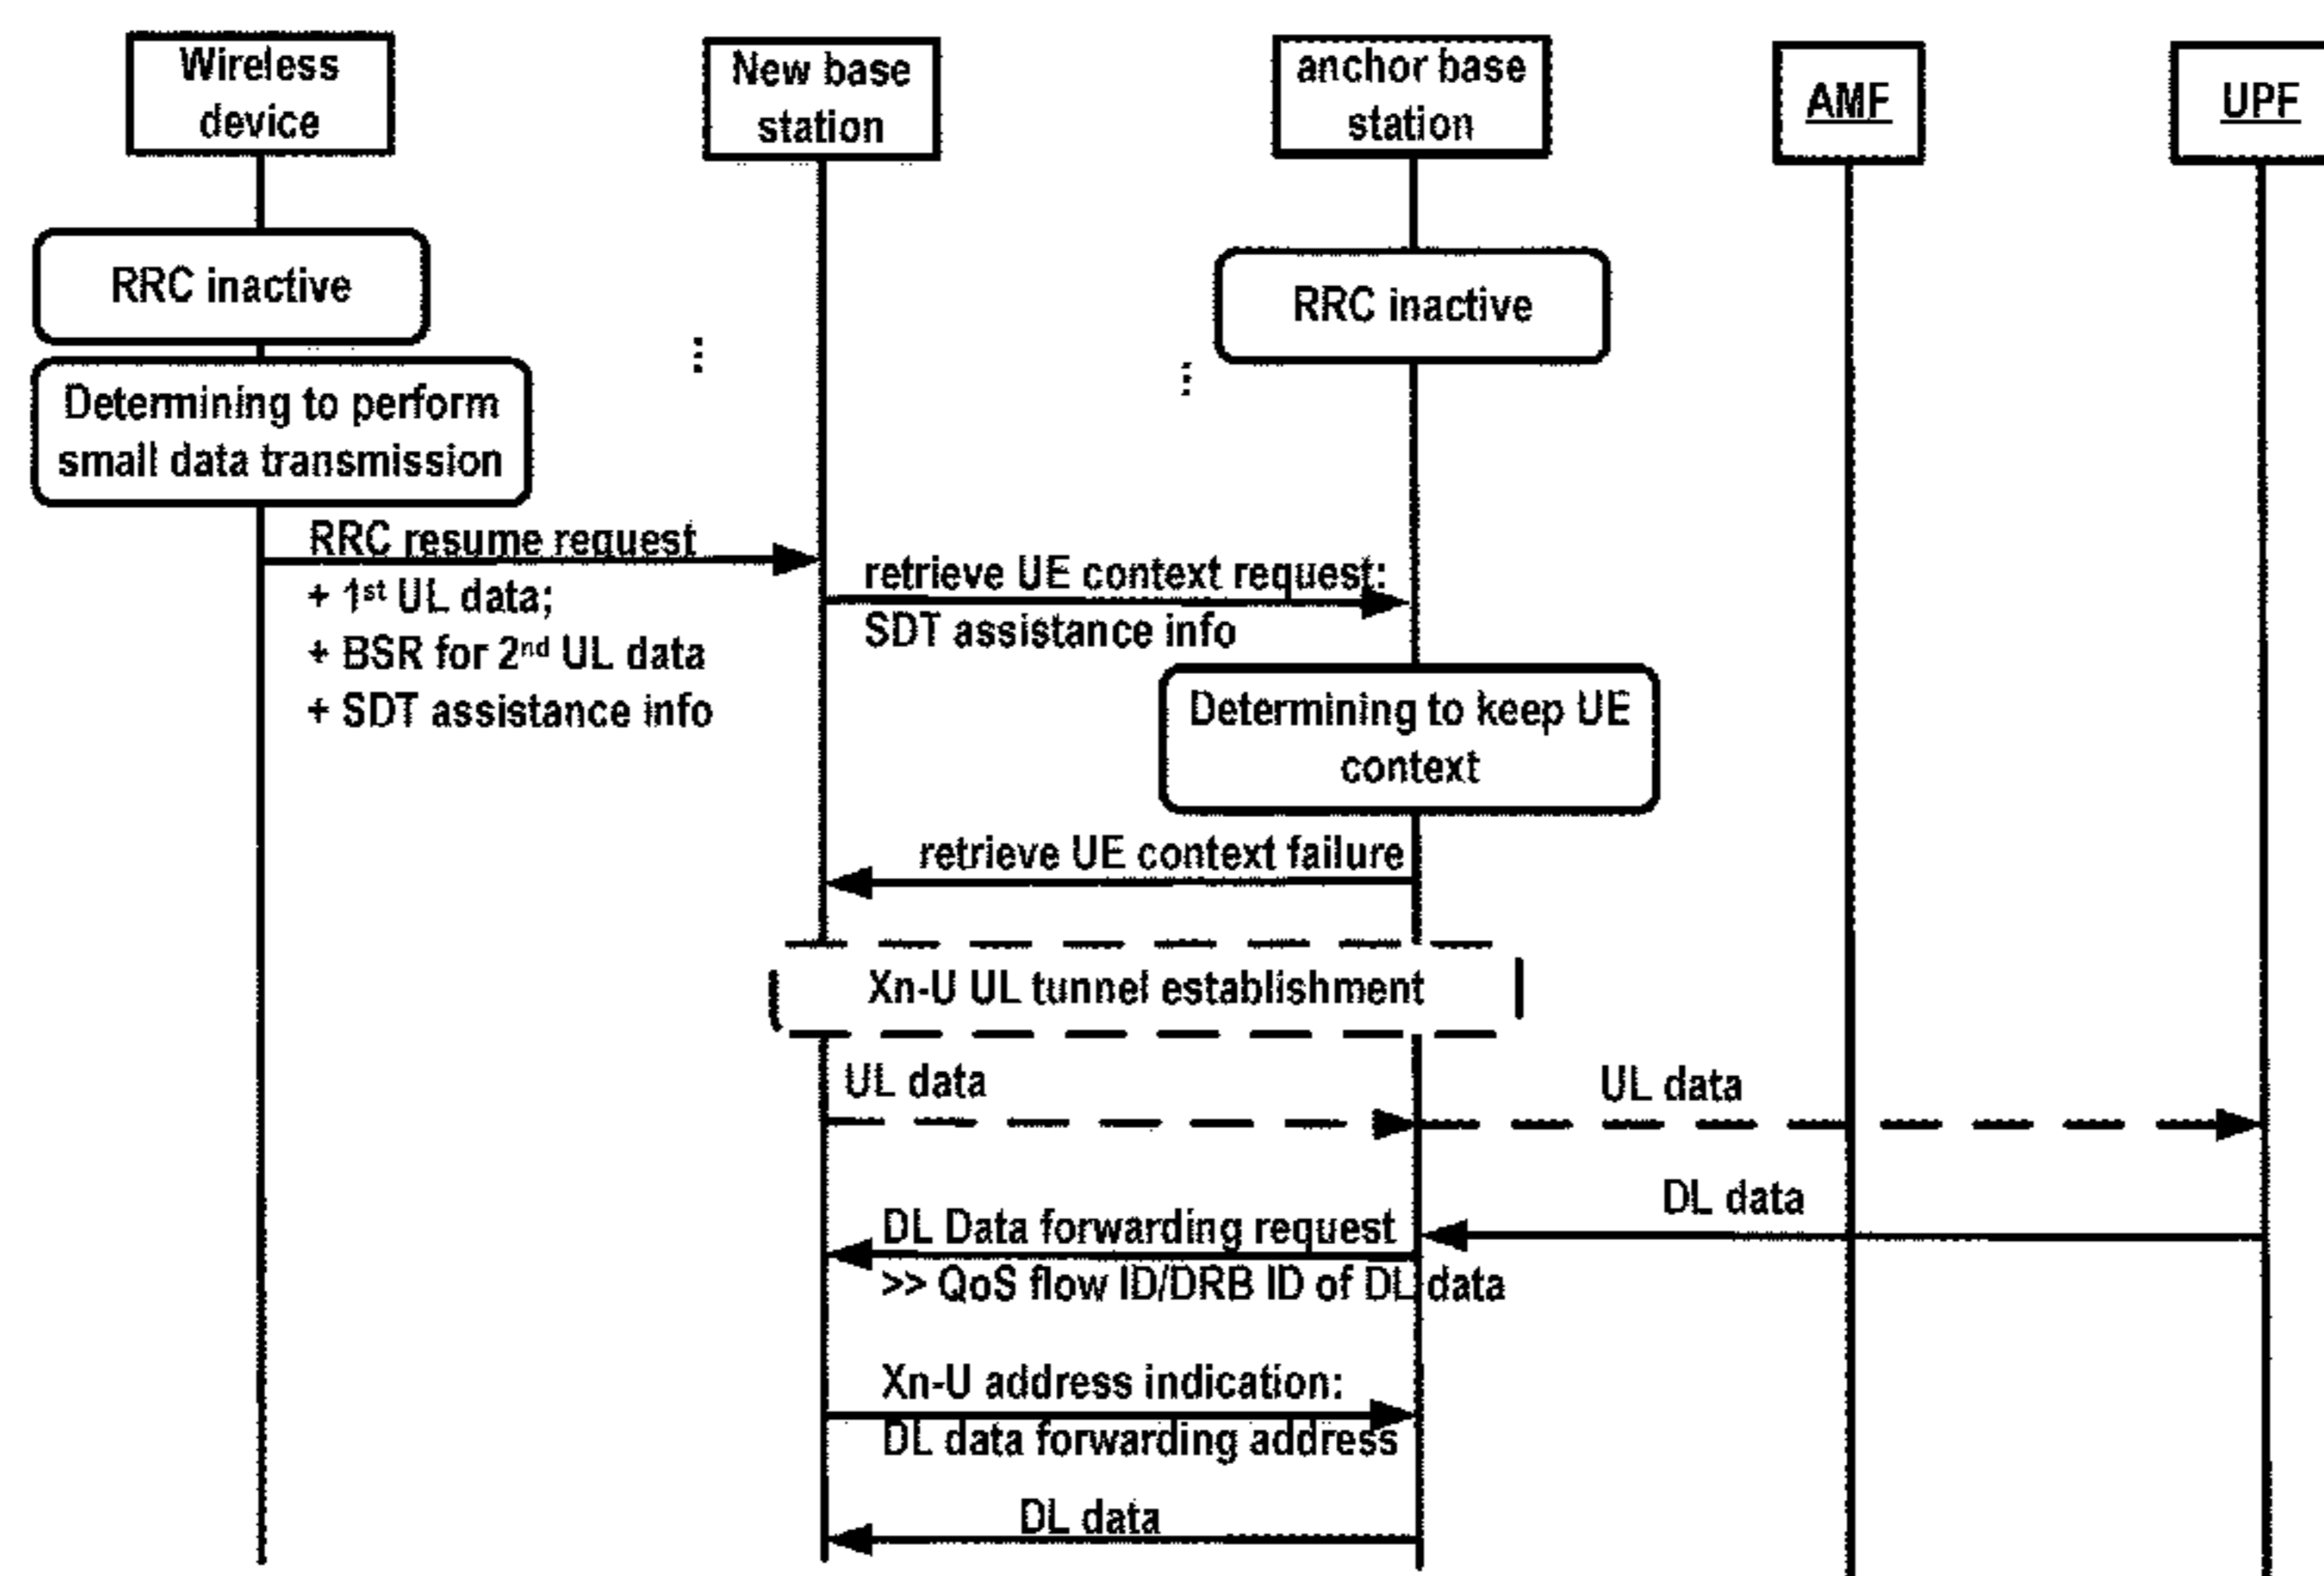 Wireless
device
New base
station
anchor base
station
AMF
UPF
RRC inactive
RRC inactive
⋮
⋮
Determining to perform
small data transmission
RRC resume request
+ 1st UL data;
+ BSR for 2nd UL data
+ SDT assistance info
retrieve UE context request:
SDT assistance info
Determining to keep UE
context
retrieve UE context failure
Xn-U UL tunnel establishment
UL data
UL data
DL data
DL Data forwarding request
>> QoS flow ID/DRB ID of DL data
Xn-U address indication:
DL data forwarding address
DL data